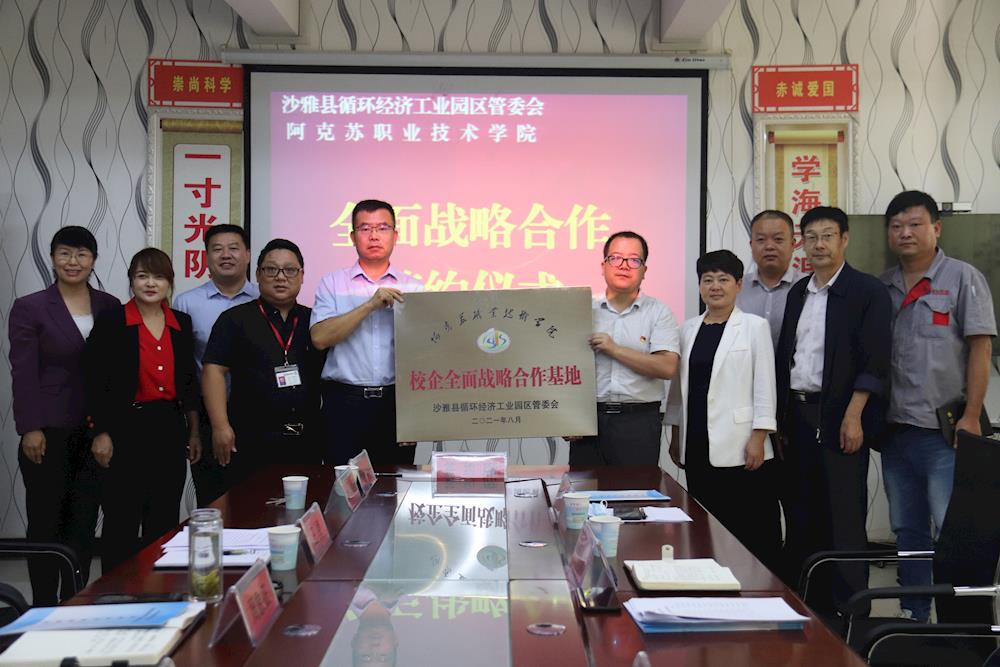 崇尚科学
赤诚爱国
一寸光阴
学海
沙雅县循环经济工业园区管委会
阿克苏职业技术学院
全面战略合作
签约仪式
阿克苏职业技术学院
校企全面战略合作基地
沙雅县循环经济工业园区管委会
二〇二一年八月